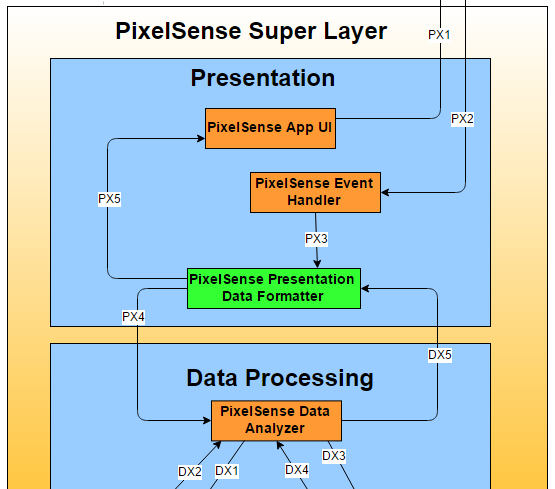 PixelSense Super Layer
PX1
Presentation
PixelSense App UI
PX2
PixelSense Event
Handler
PX5
PX3
PixelSense Presentation
Data Formatter
PX4
DX5
Data Processing
PixelSense Data
Analyzer
DX2
DX1
DX4
DX3